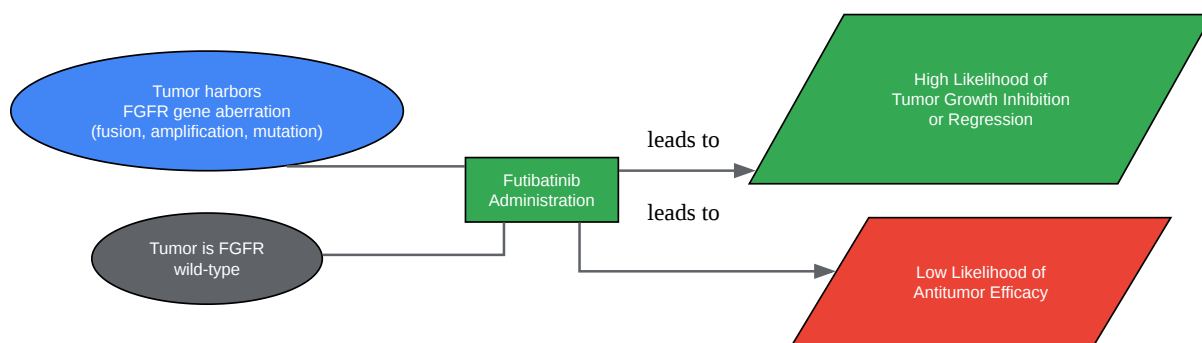 Tumor harbors
FGFR gene aberration
(fusion, amplification, mutation)
High Likelihood of
Tumor Growth Inhibition
or Regression
leads to
Futibatinib
Administration
leads to
Tumor is FGFR
wild-type
Low Likelihood of
Antitumor Efficacy